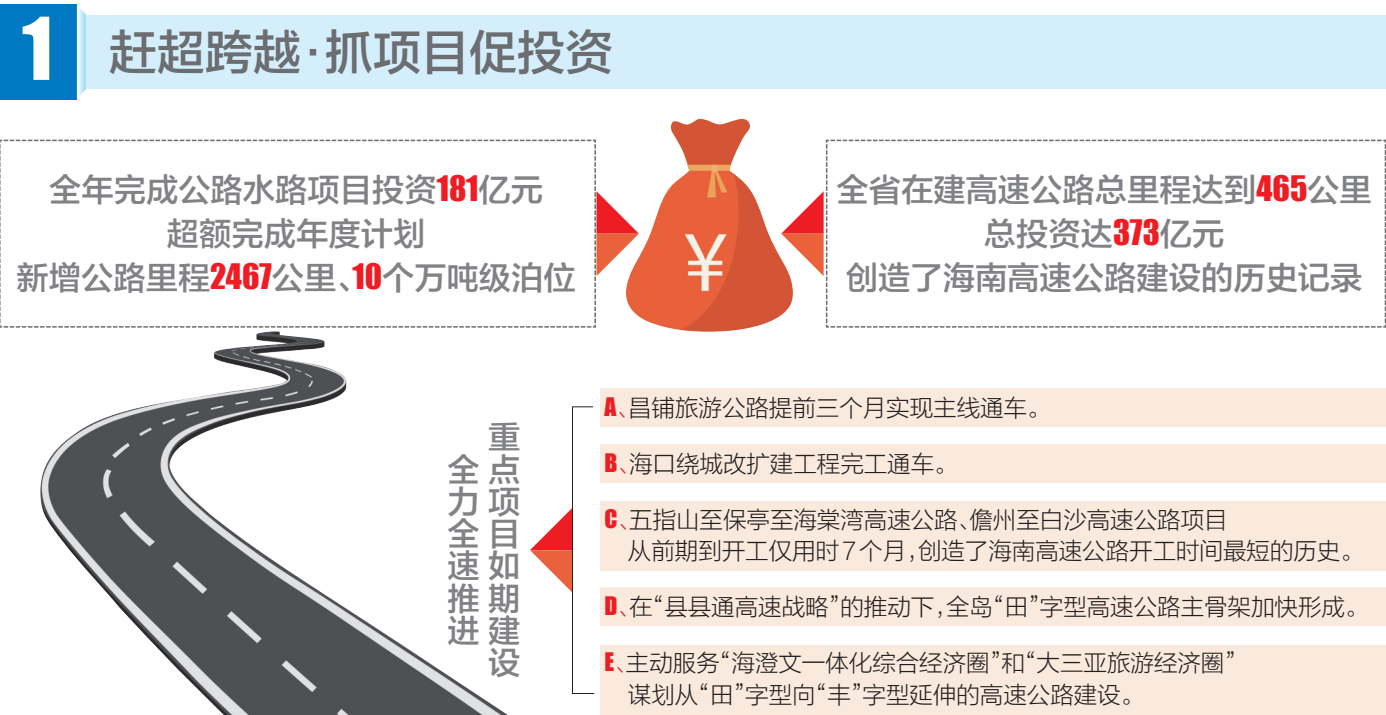 1
赶超跨越·抓项目促投资
全年完成公路水路项目投资181亿元
超额完成年度计划
新增公路里程2467公里、10个万吨级泊位
¥
全省在建高速公路总里程达到465公里
总投资达373亿元
创造了海南高速公路建设的历史记录
重点项目如期建设
全力全速推进
A、昌铺旅游公路提前三个月实现主线通车。
B、海口绕城改扩建工程完工通车。
C、五指山至保亭至海棠湾高速公路、儋州至白沙高速公路项目
从前期到开工仅用时7个月,创造了海南高速公路开工时间最短的历史。
D、在“县县通高速战略”的推动下,全岛“田”字型高速公路主骨架加快形成。
E、主动服务“海澄文一体化综合经济圈”和“大三亚旅游经济圈”
谋划从“田”字型向“丰”字型延伸的高速公路建设。